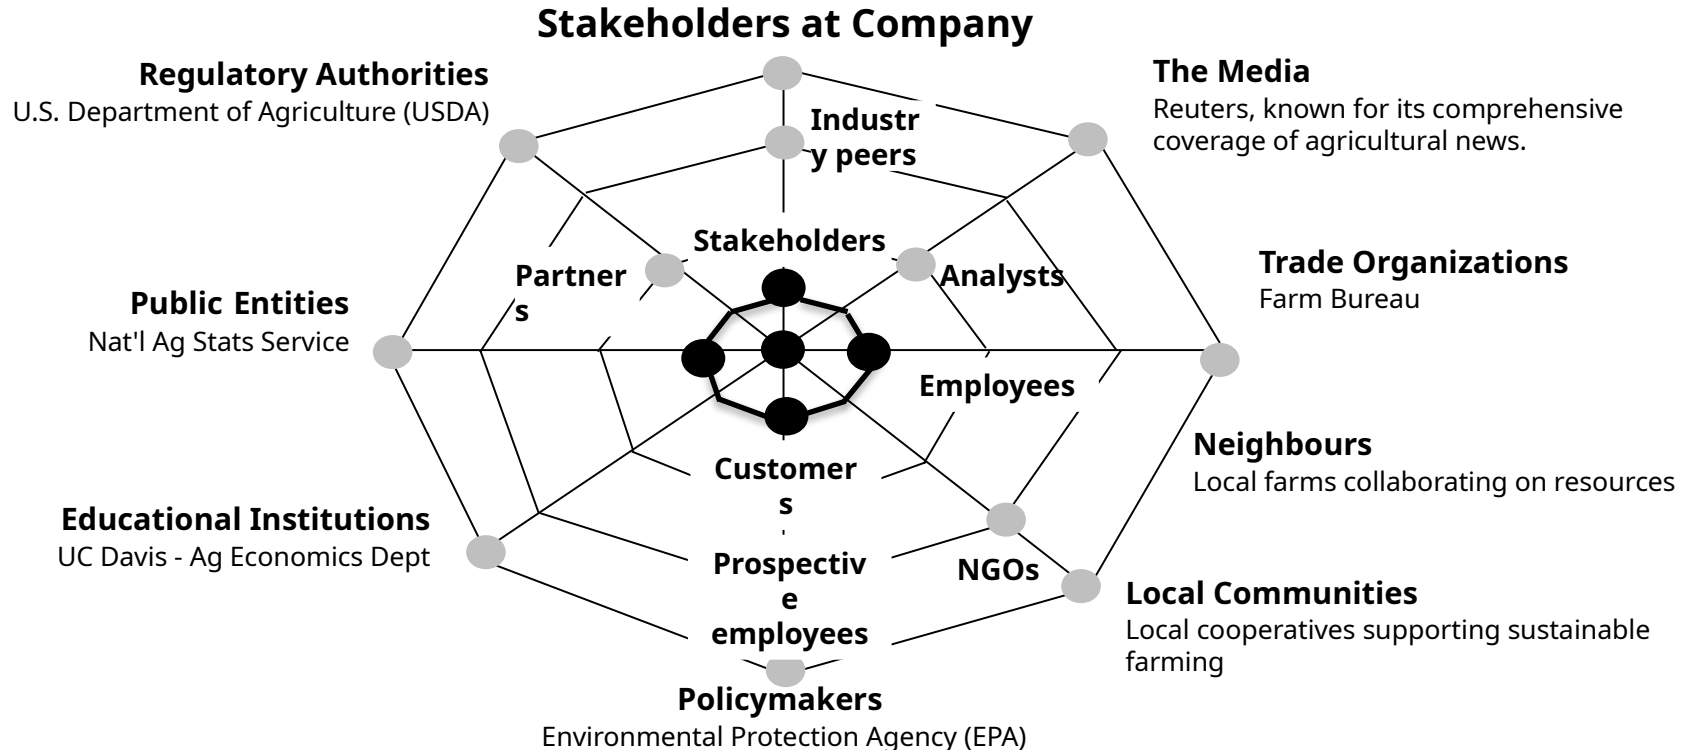 Stakeholders at Company
Regulatory Authorities
U.S. Department of Agriculture (USDA)
The Media
Reuters, known for its comprehensive
coverage of agricultural news.
Industr
y peers
Stakeholders
Partner
s
Analysts
Trade Organizations
Farm Bureau
Public Entities
Nat'l Ag Stats Service
Employees
Neighbours
Local farms collaborating on resources
Customer
s
Educational Institutions
UC Davis - Ag Economics Dept
Prospectiv
e
employees
NGOs
Local Communities
Local cooperatives supporting sustainable
farming
Policymakers
Environmental Protection Agency (EPA)